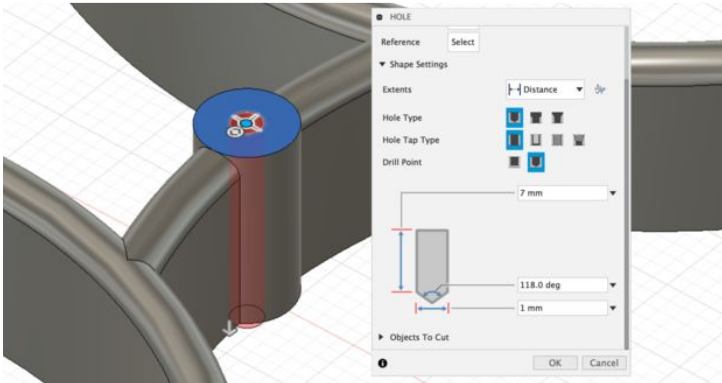 HOLE
Reference Select
Shape Settings
Extents Distance
Hole Type
Hole Tap Type
Drill Point
7 mm
118.0 deg
1 mm
Objects To Cut
OK Cancel